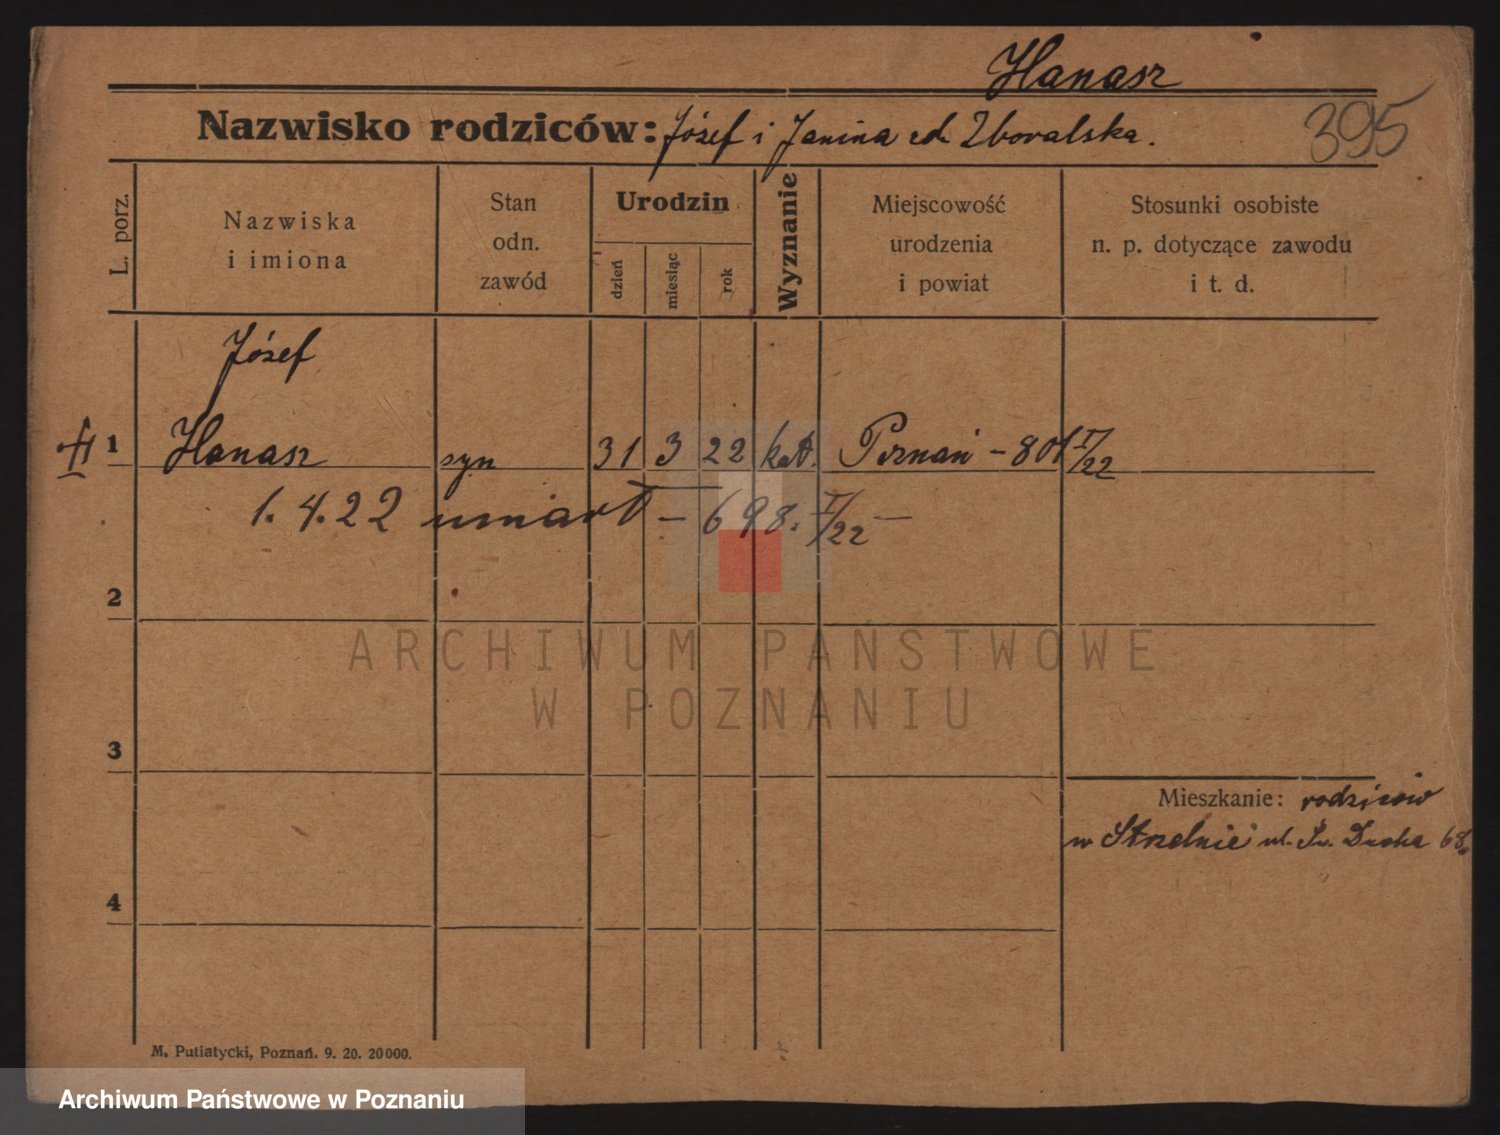 Hanasz
Nazwisko rodziców: Józef i Janina Zboralska.
395
L. porz.
Nazwiska
i imiona
Stan
odn.
zawód
Urodzin
dzień
miesiąc
rok
Wyznanie
Miejscowość
urodzenia
i powiat
Stosunki osobiste
n. p. dotyczące zawodu
i t. d.
Józef
1 Hanasz syn 31 3 22 kat. Poznań - 801 I/22
1. 4. 22 umarł - 698. I/22 -
2
ARCHIWUM PAŃSTWOWE
W POZNANIU
3
Mieszkanie: rodziców
w Strzelnie ul. Św. Ducha 68.
4
M. Putiatycki, Poznań. 9. 20. 20000.
Archiwum Państwowe w Poznaniu